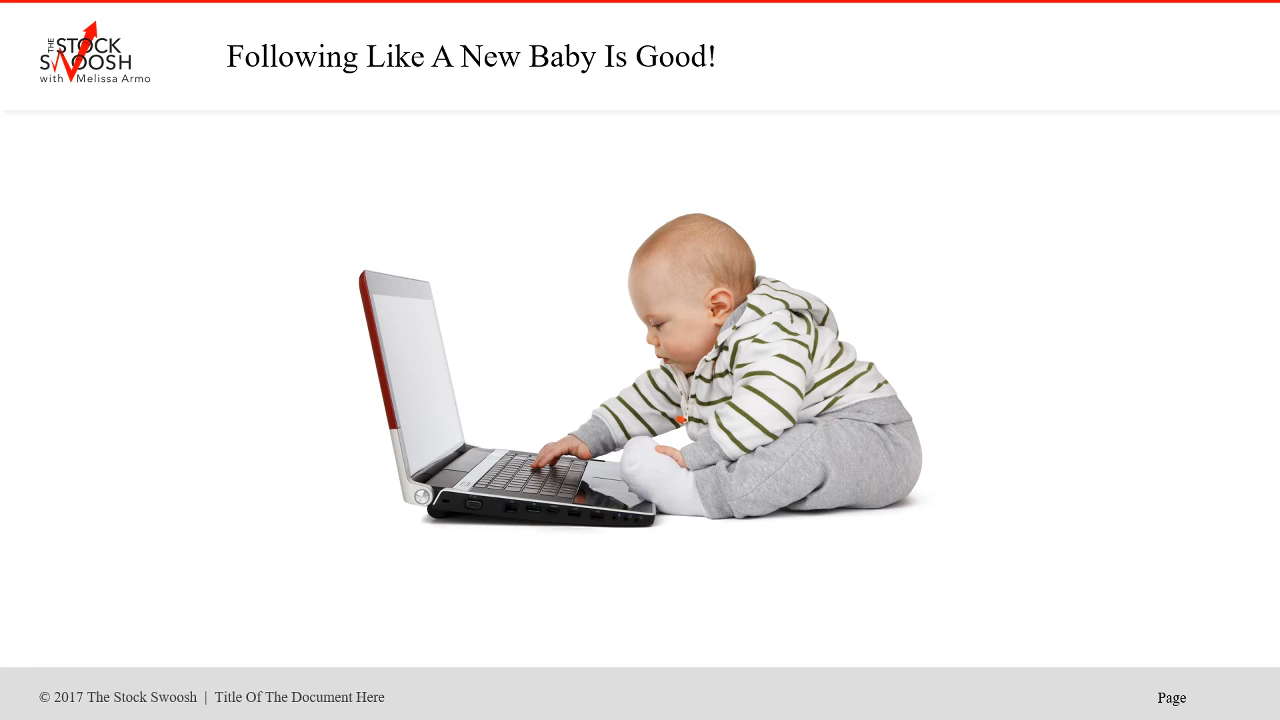 THE STOCK
SWOOSH
with Melissa Armo
Following Like A New Baby Is Good!
© 2017 The Stock Swoosh | Title Of The Document Here
Page